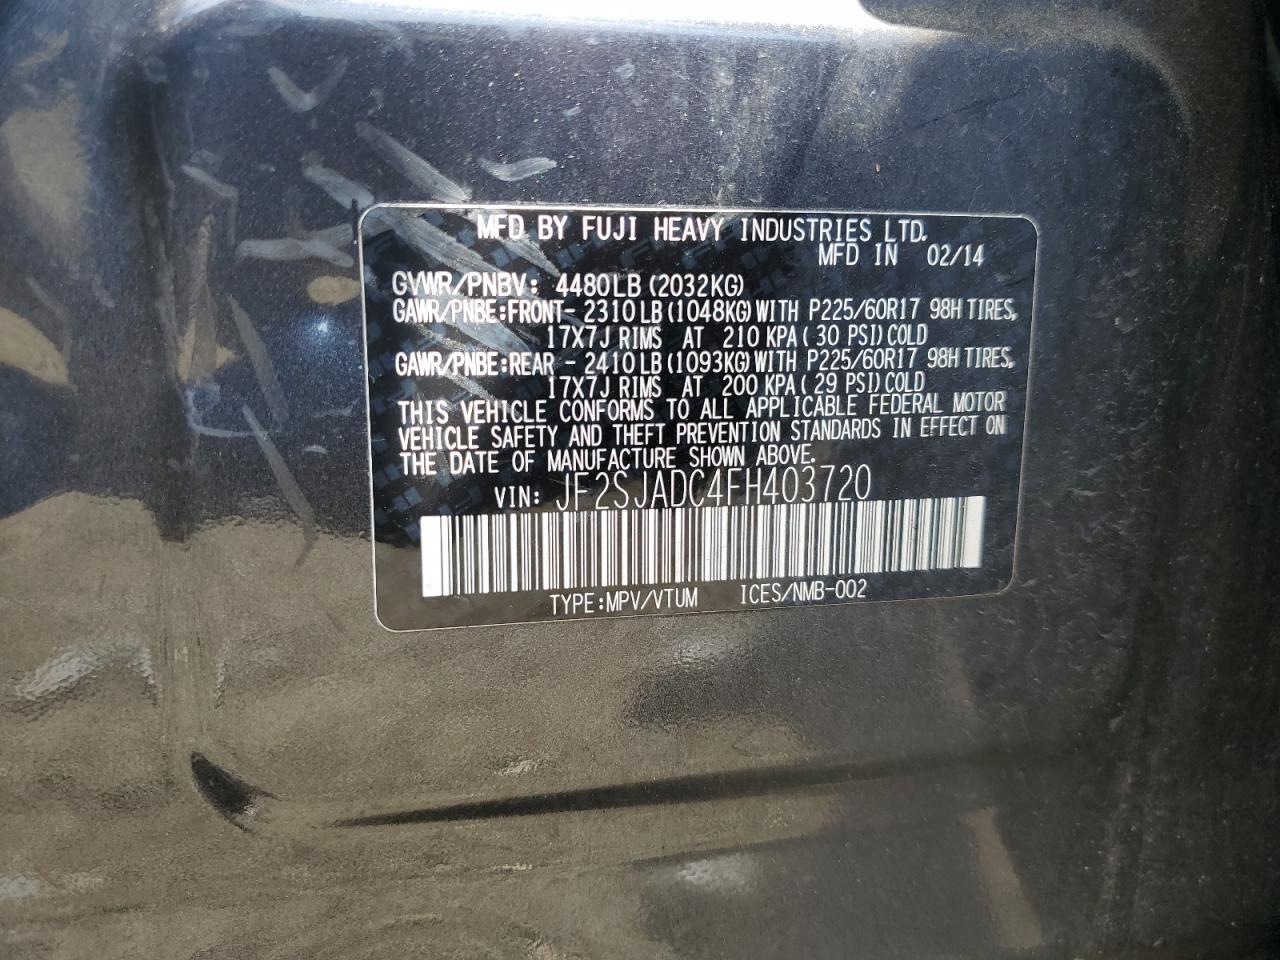 MFD BY FUJI HEAVY INDUSTRIES LTD.
MFD IN 02/14
GVWR/PNBV: 4480LB (2032KG)
GAWR/PNBE:FRONT- 2310LB (1048KG) WITH P225/60R17 98H TIRES,
17X7J RIMS AT 210 KPA ( 30 PSI) COLD
GAWR/PNBE:REAR - 2410LB (1093KG) WITH P225/60R17 98H TIRES,
17X7J RIMS AT 200 KPA ( 29 PSI) COLD
THIS VEHICLE CONFORMS TO ALL APPLICABLE FEDERAL MOTOR
VEHICLE SAFETY AND THEFT PREVENTION STANDARDS IN EFFECT ON
THE DATE OF MANUFACTURE SHOWN ABOVE.
VIN: JF2SJADC4FH403720
TYPE:MPV/VTUM ICES/NMB-002